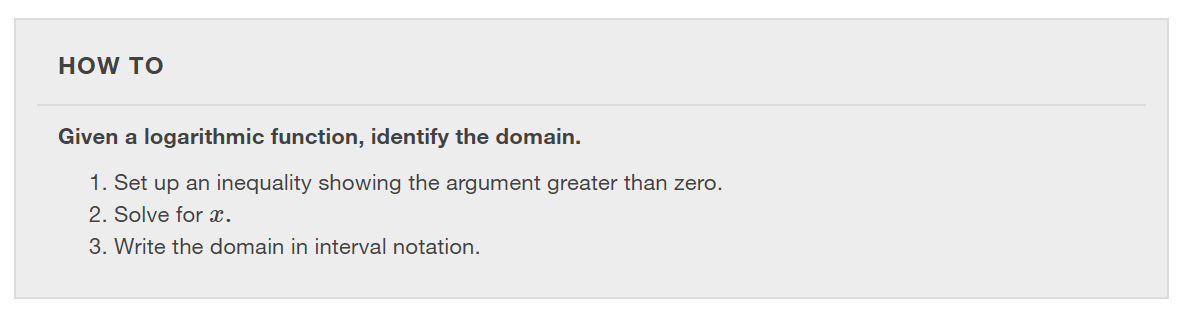 HOW TO
Given a logarithmic function, identify the domain.
1. Set up an inequality showing the argument greater than zero.
2. Solve for x.
3. Write the domain in interval notation.